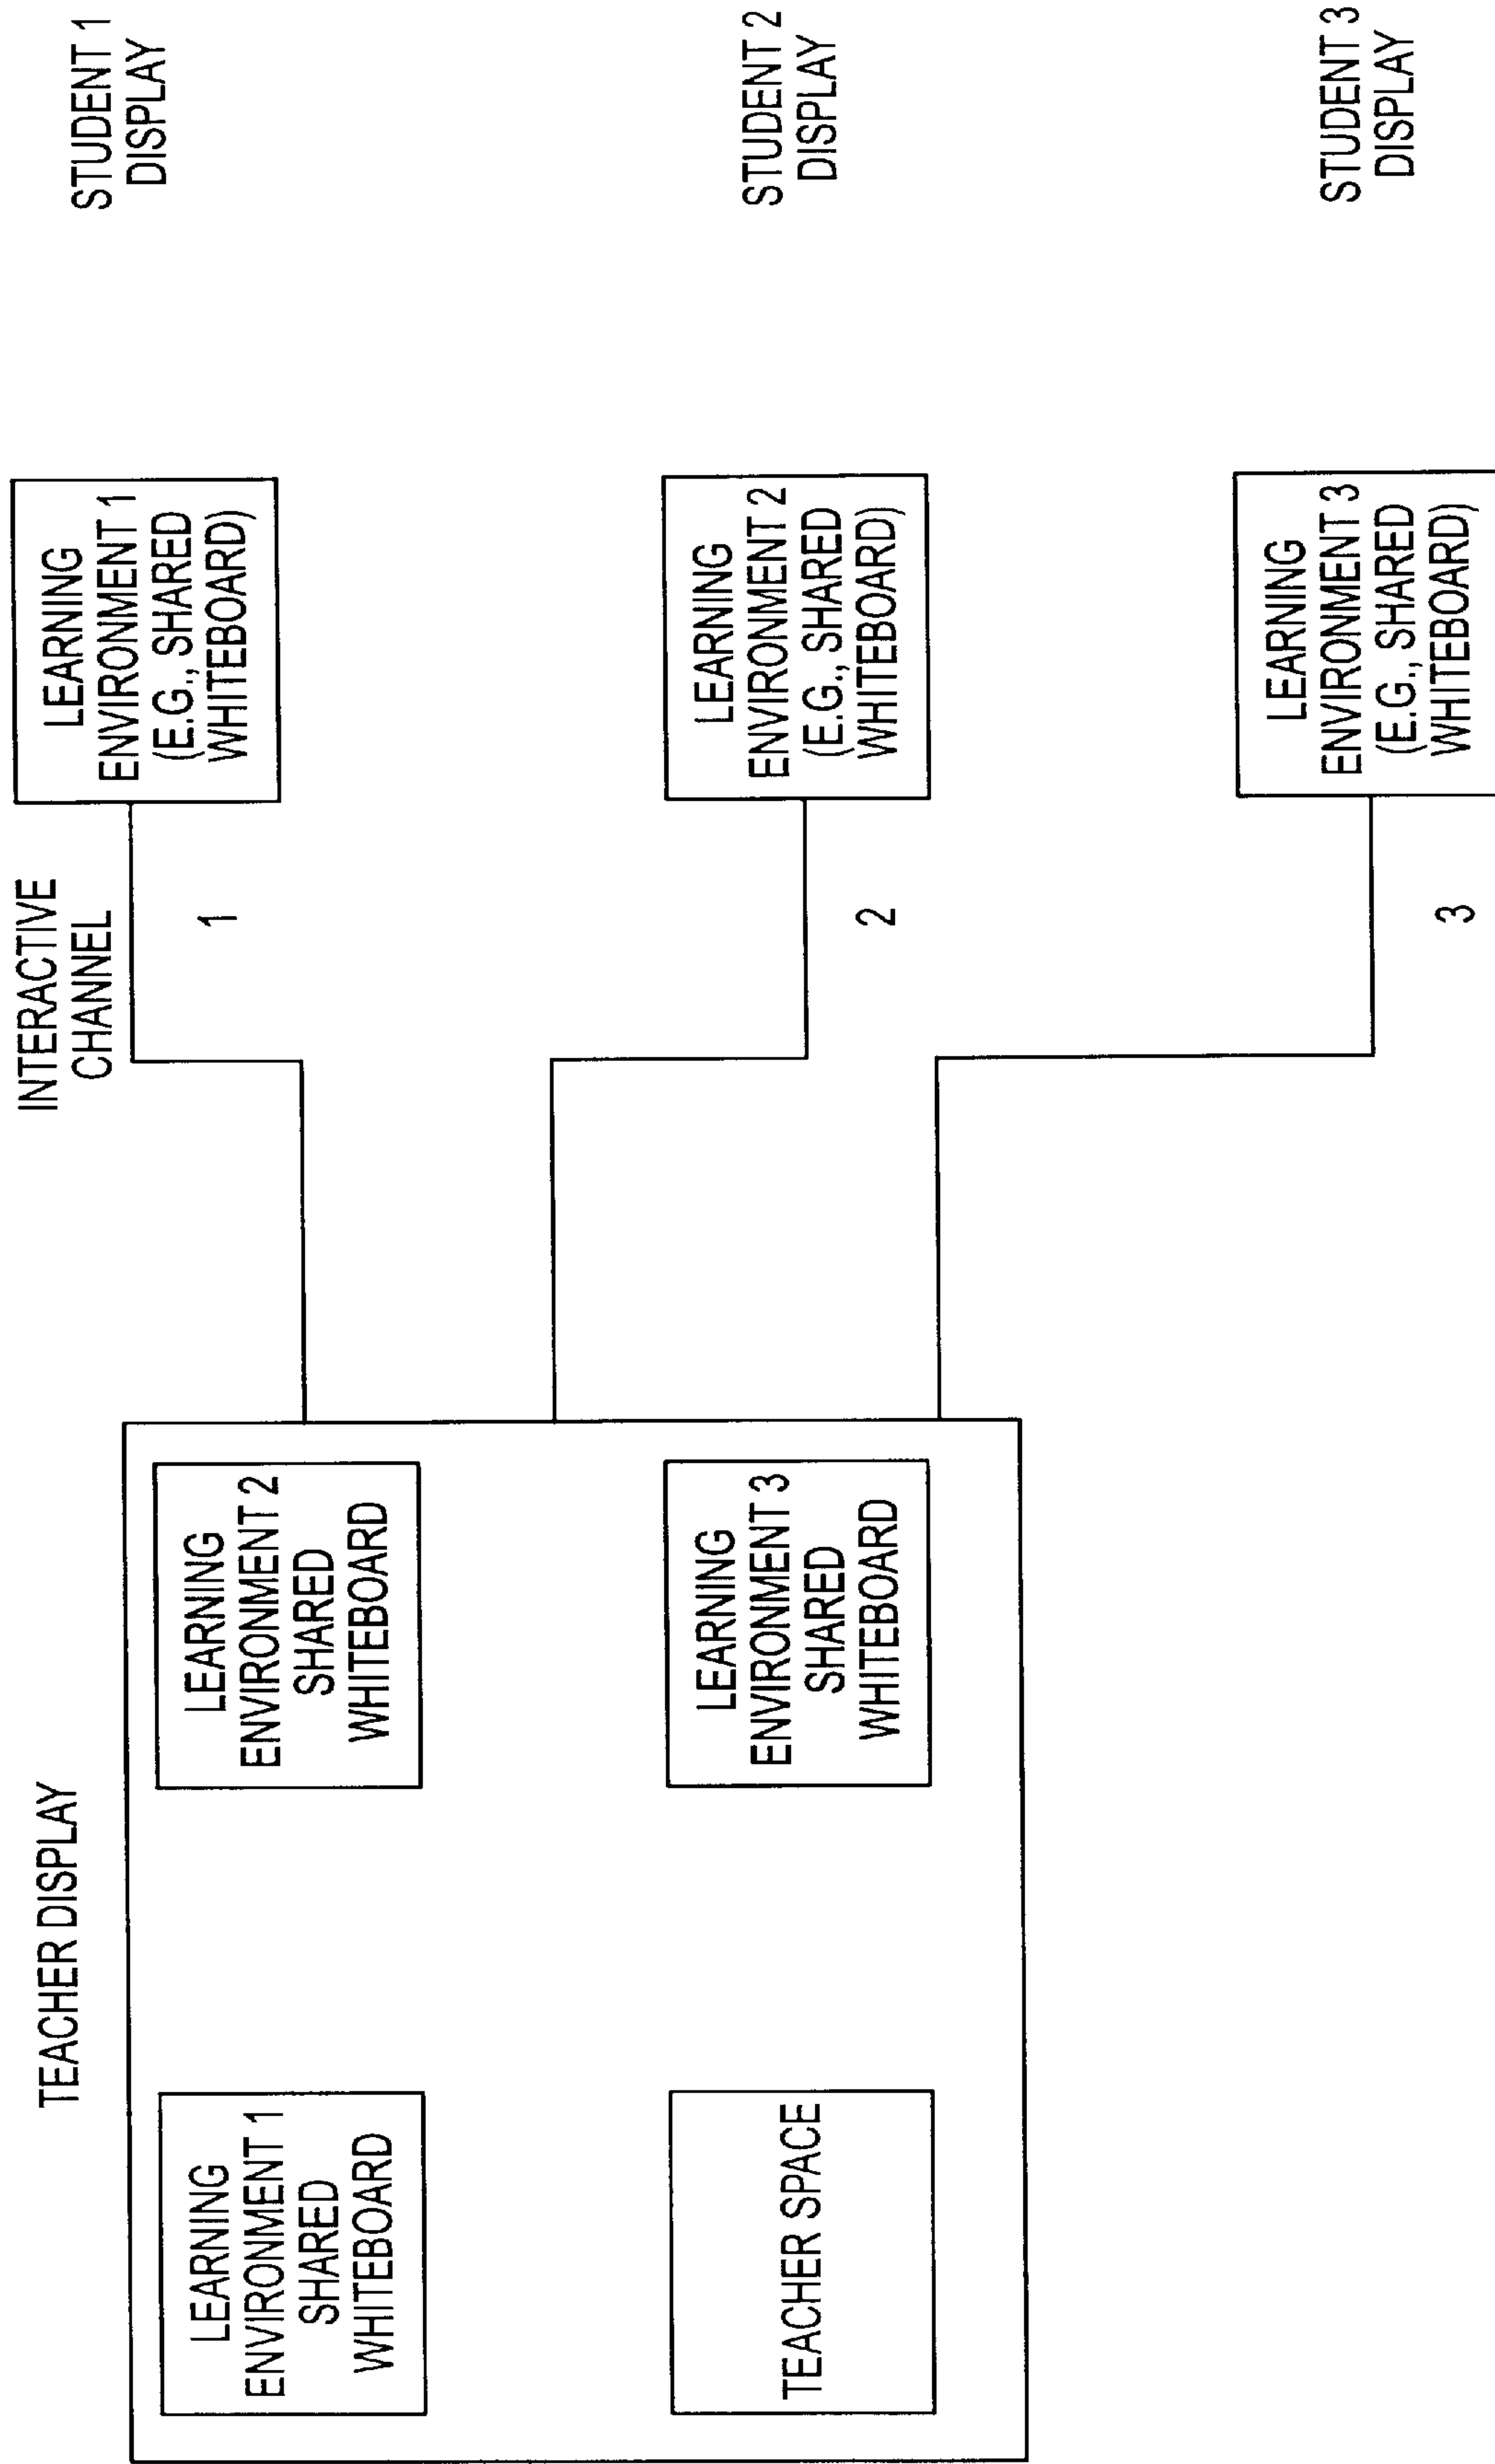 TEACHER DISPLAY
LEARNING
ENVIRONMENT 1
SHARED
WHITEBOARD
LEARNING
ENVIRONMENT 2
SHARED
WHITEBOARD
TEACHER SPACE
LEARNING
ENVIRONMENT 3
SHARED
WHITEBOARD
INTERACTIVE
CHANNEL
1
2
3
LEARNING
ENVIRONMENT 1
(E.G., SHARED
WHITEBOARD)
STUDENT 1
DISPLAY
LEARNING
ENVIRONMENT 2
(E.G., SHARED
WHITEBOARD)
STUDENT 2
DISPLAY
LEARNING
ENVIRONMENT 3
(E.G., SHARED
WHITEBOARD)
STUDENT 3
DISPLAY